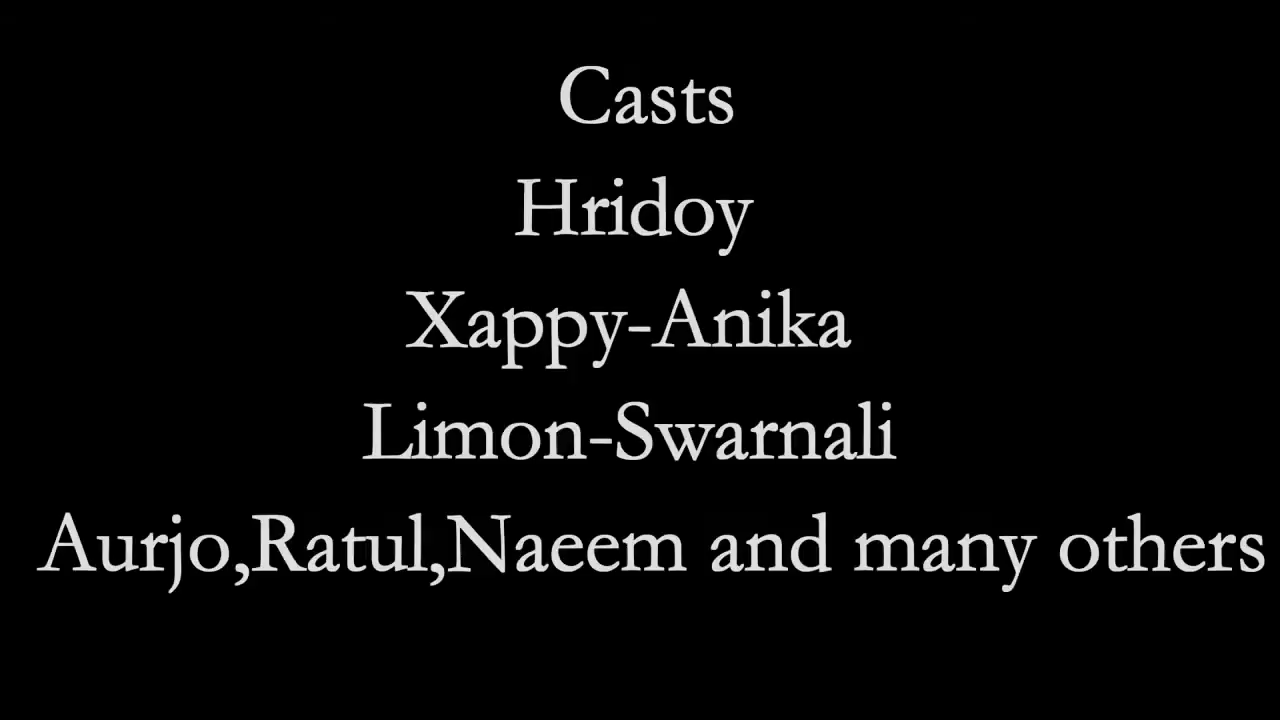 Casts
Hridoy
Xappy-Anika
Limon-Swarnali
Aurjo,Ratul,Naeem and many others